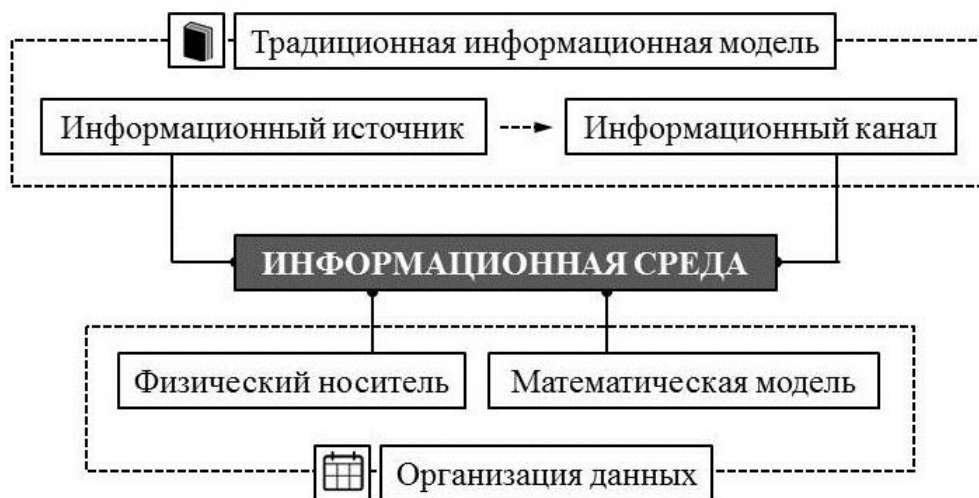 Традиционная информационная модель
Информационный источник
Информационный канал
ИНФОРМАЦИОННАЯ СРЕДА
Физический носитель
Математическая модель
Организация данных